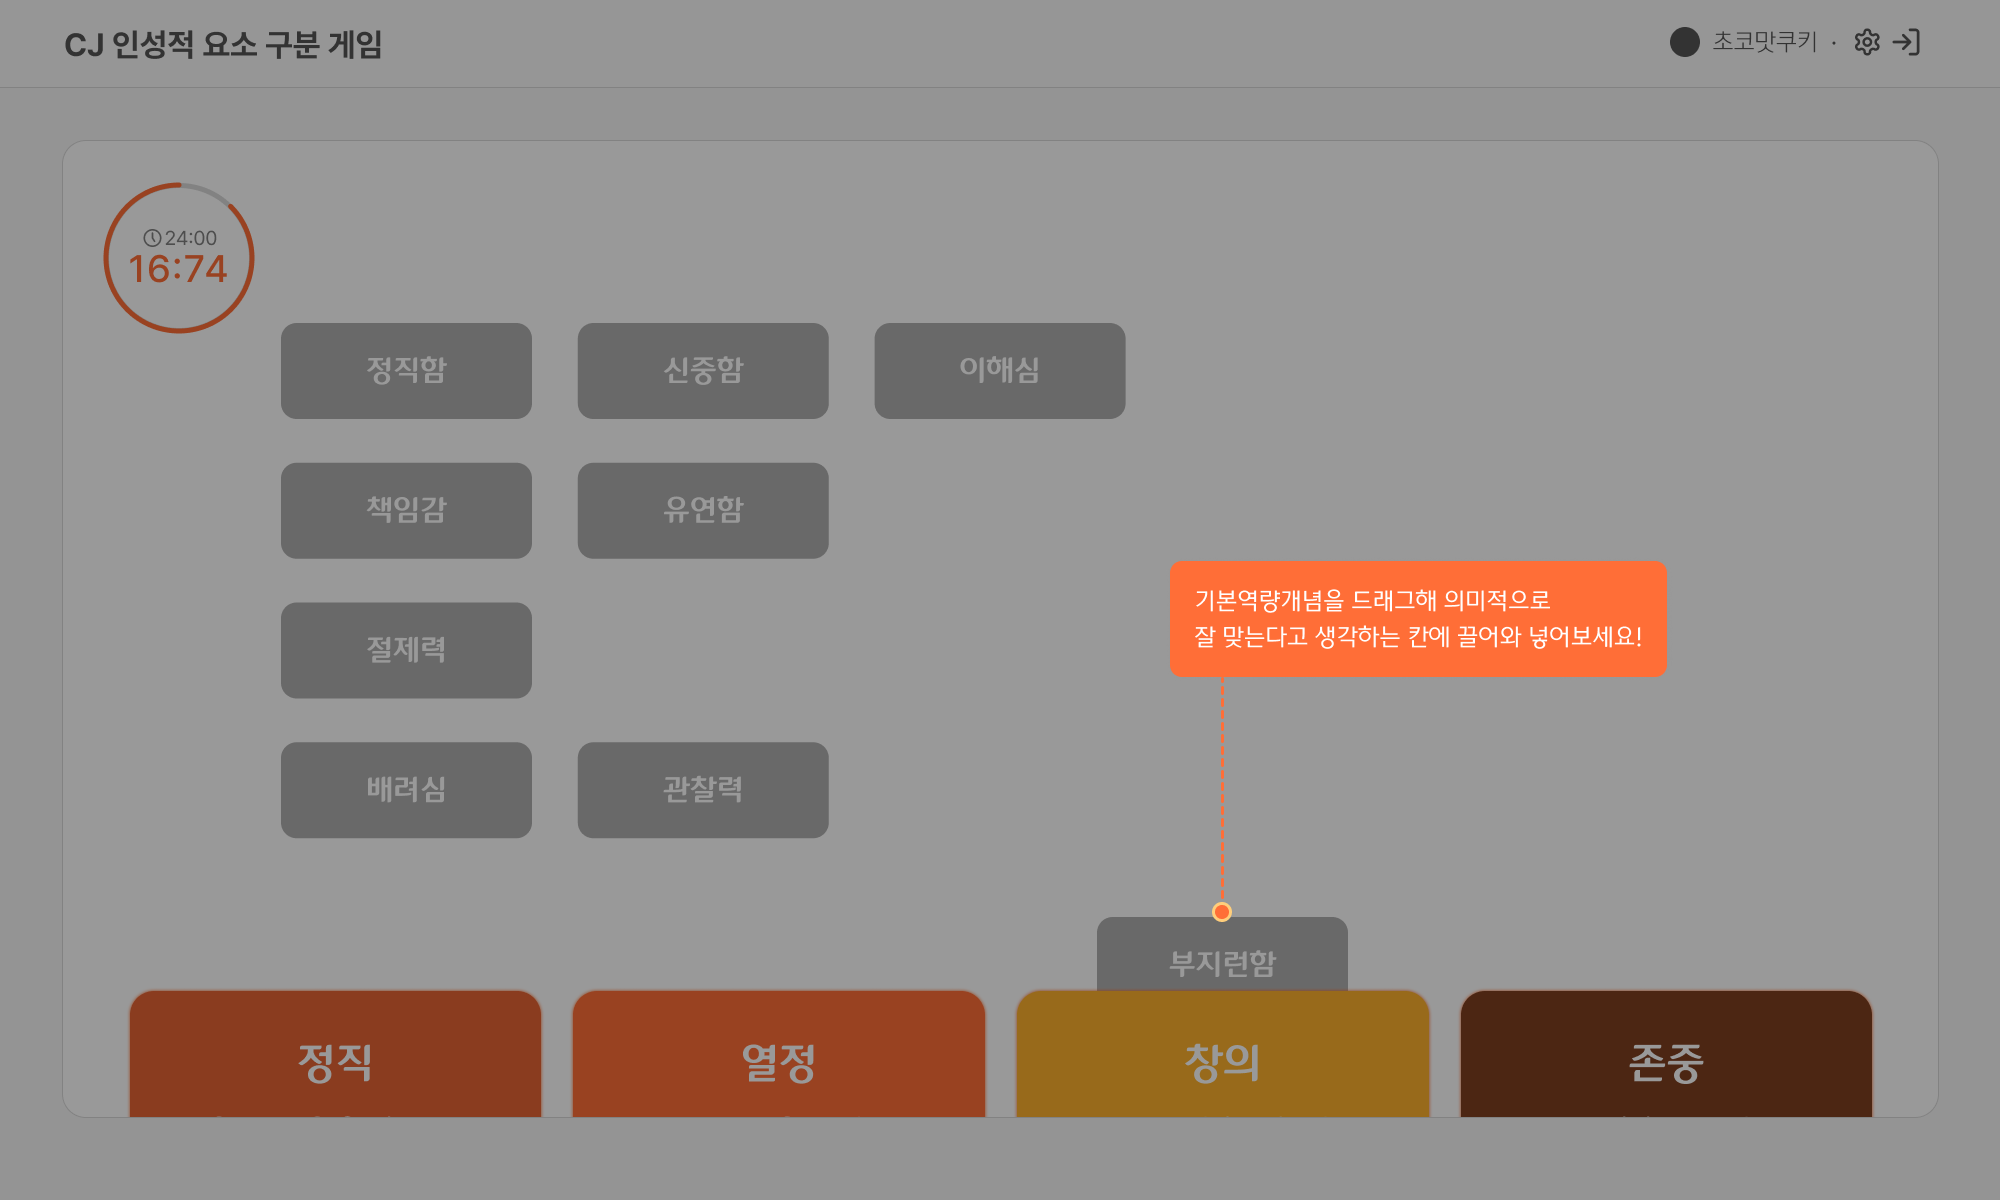 CJ 인성적 요소 구분 게임
초코맛쿠키 ·
24:00
16:74
정직함
신중함
이해심
책임감
유연함
절제력
배려심
관찰력
기본역량개념을 드래그해 의미적으로
잘 맞는다고 생각하는 칸에 끌어와 넣어보세요!
부지런함
정직
열정
창의
존중